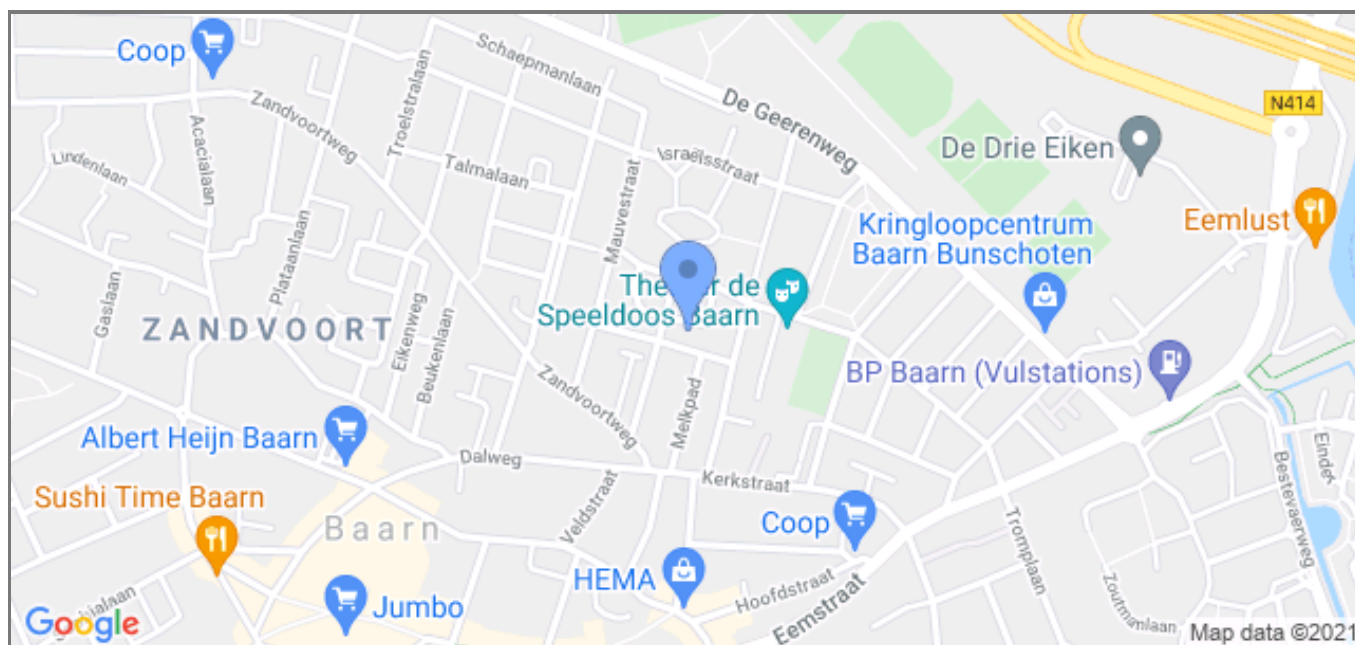 Coop
Schaepmanlaan
Troelstralaan
De Geerenweg
N414
Zandvoortweg
Acacialaan
Lindenlaan
Talmalaan
Israëlsstraat
De Drie Eiken
Mauvestraat
Kringloopcentrum
Baarn Bunschoten
Eemlust
Plataanlaan
Gaslaan
ZANDVOORT
Eikenweg
Beukenlaan
de
Speeldoos Baarn
BP Baarn (Vulstations)
Zandvoortweg
Melkpad
Albert Heijn Baarn
Dalweg
Kerkstraat
Sushi Time Baarn
Veldstraat
Baarn
Coop
Tromplaan
Bestevaerweg
HEMA
Hoofdstraat
Eemstraat
Zoutmanlaan
Jumbo
Google
Map data ©2021